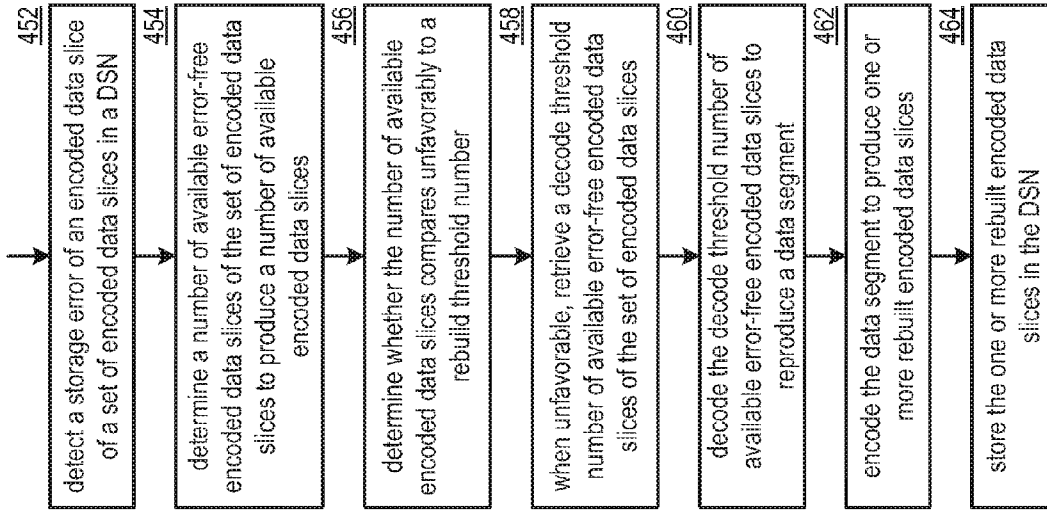 452
detect a storage error of an encoded data slice
of a set of encoded data slices in a DSN
454
determine a number of available error-free
encoded data slices of the set of encoded data
slices to produce a number of available
encoded data slices
456
determine whether the number of available
encoded data slices compares unfavorably to a
rebuild threshold number
458
when unfavorable, retrieve a decode threshold
number of available error-free encoded data
slices of the set of encoded data slices
460
decode the decode threshold number of
available error-free encoded data slices to
reproduce a data segment
462
encode the data segment to produce one or
more rebuilt encoded data slices
464
store the one or more rebuilt encoded data
slices in the DSN